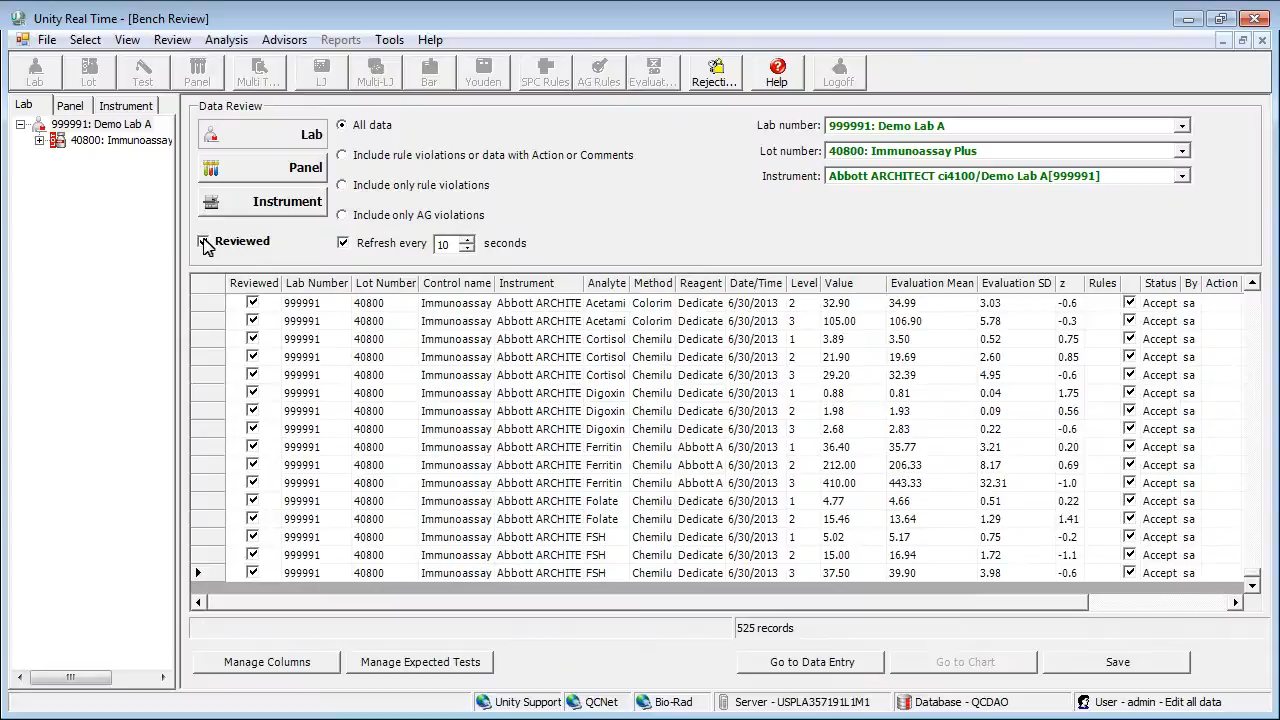 Unity Real Time - [Bench Review]
File Select View Review Analysis Advisors Reports Tools Help
Lab Lot Test Panel Multi T... LJ Multi-LJ Bar Youden SPC Rules AG Rules Evaluat... Rejecti... Help Logoff
Lab Panel Instrument
999991: Demo Lab A
40800: Immunoassay
Data Review
Lab
Panel
Instrument
Reviewed
All data
Include rule violations or data with Action or Comments
Include only rule violations
Include only AG violations
Refresh every 10 seconds
Lab number: 999991: Demo Lab A
Lot number: 40800: Immunoassay Plus
Instrument: Abbott ARCHITECT ci4100/Demo Lab A[999991]
Reviewed Lab Number Lot Number Control name Instrument Analyte Method Reagent Date/Time Level Value Evaluation Mean Evaluation SD z Rules Status By Action
999991 40800 Immunoassay Abbott ARCHITE Acetami Colorim Dedicate 6/30/2013 2 32.90 34.99 3.03 -0.6 Accept sa
999991 40800 Immunoassay Abbott ARCHITE Acetami Colorim Dedicate 6/30/2013 3 105.00 106.90 5.78 -0.3 Accept sa
999991 40800 Immunoassay Abbott ARCHITE Cortisol Chemilu Dedicate 6/30/2013 1 3.89 3.50 0.52 0.75 Accept sa
999991 40800 Immunoassay Abbott ARCHITE Cortisol Chemilu Dedicate 6/30/2013 2 21.90 19.69 2.60 0.85 Accept sa
999991 40800 Immunoassay Abbott ARCHITE Cortisol Chemilu Dedicate 6/30/2013 3 29.20 32.39 4.95 -0.6 Accept sa
999991 40800 Immunoassay Abbott ARCHITE Digoxin Chemilu Dedicate 6/30/2013 1 0.88 0.81 0.04 1.75 Accept sa
999991 40800 Immunoassay Abbott ARCHITE Digoxin Chemilu Dedicate 6/30/2013 2 1.98 1.93 0.09 0.56 Accept sa
999991 40800 Immunoassay Abbott ARCHITE Digoxin Chemilu Dedicate 6/30/2013 3 2.68 2.83 0.22 -0.6 Accept sa
999991 40800 Immunoassay Abbott ARCHITE Ferritin Chemilu Abbott A 6/30/2013 1 36.40 35.77 3.21 0.20 Accept sa
999991 40800 Immunoassay Abbott ARCHITE Ferritin Chemilu Abbott A 6/30/2013 2 212.00 206.33 8.17 0.69 Accept sa
999991 40800 Immunoassay Abbott ARCHITE Ferritin Chemilu Abbott A 6/30/2013 3 410.00 443.33 32.31 -1.0 Accept sa
999991 40800 Immunoassay Abbott ARCHITE Folate Chemilu Dedicate 6/30/2013 1 4.77 4.66 0.51 0.22 Accept sa
999991 40800 Immunoassay Abbott ARCHITE Folate Chemilu Dedicate 6/30/2013 2 15.46 13.64 1.29 1.41 Accept sa
999991 40800 Immunoassay Abbott ARCHITE FSH Chemilu Dedicate 6/30/2013 1 5.02 5.17 0.75 -0.2 Accept sa
999991 40800 Immunoassay Abbott ARCHITE FSH Chemilu Dedicate 6/30/2013 2 15.00 16.94 1.72 -1.1 Accept sa
999991 40800 Immunoassay Abbott ARCHITE FSH Chemilu Dedicate 6/30/2013 3 37.50 39.90 3.98 -0.6 Accept sa
525 records
Manage Columns Manage Expected Tests Go to Data Entry Go to Chart Save
Unity Support QCNet Bio-Rad Server - USPLA357191L1M1 Database - QCDAO User - admin - Edit all data